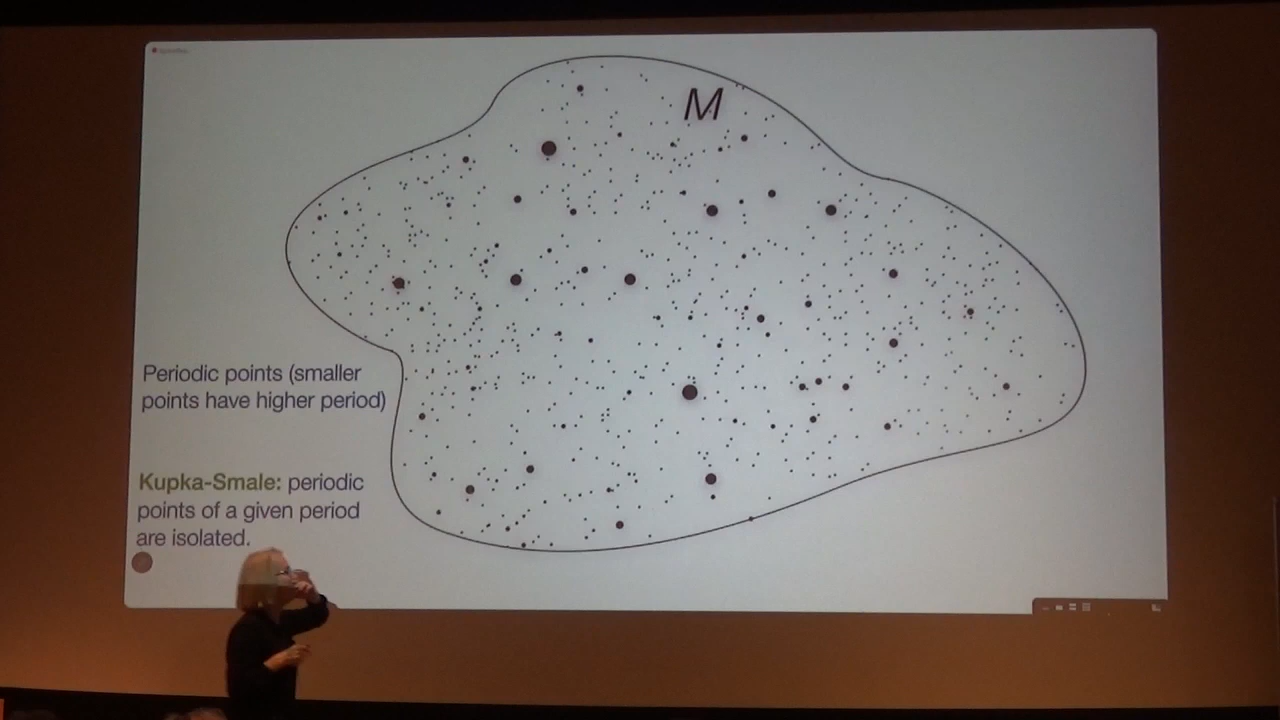 M
Periodic points (smaller
points have higher period)
Kupka-Smale: periodic
points of a given period
are isolated.